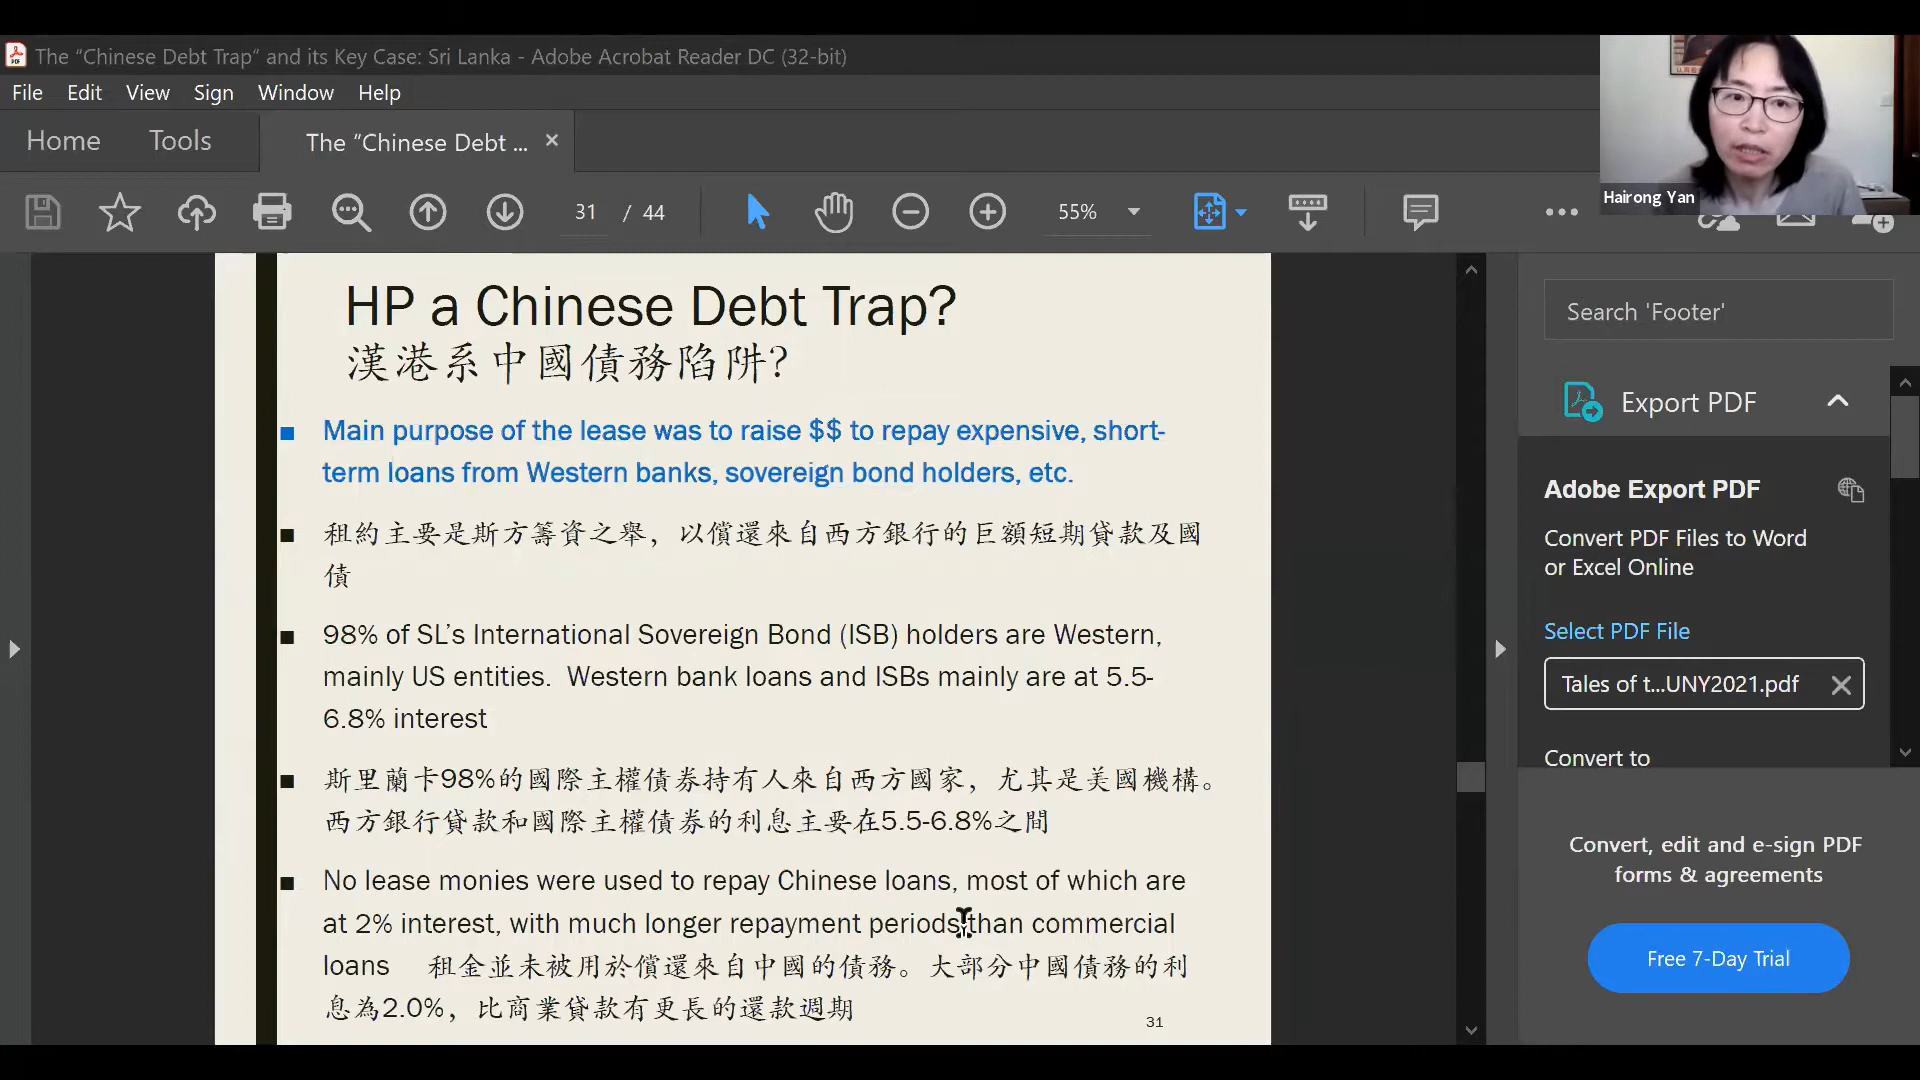 The “Chinese Debt Trap“ and its Key Case: Sri Lanka - Adobe Acrobat Reader DC (32-bit)
File Edit View Sign Window Help
Home Tools The “Chinese Debt ... ×
31 / 44 55%
Hairong Yan
HP a Chinese Debt Trap?
漢港系中國債務陷阱?
■ Main purpose of the lease was to raise $$ to repay expensive, short-
term loans from Western banks, sovereign bond holders, etc.
■ 租約主要是斯方籌資之舉，以償還來自西方銀行的巨額短期貸款及國
債
■ 98% of SL’s International Sovereign Bond (ISB) holders are Western,
mainly US entities. Western bank loans and ISBs mainly are at 5.5-
6.8% interest
■ 斯里蘭卡98%的國際主權債券持有人來自西方國家，尤其是美國機構。
西方銀行貸款和國際主權債券的利息主要在5.5-6.8%之間
■ No lease monies were used to repay Chinese loans, most of which are
at 2% interest, with much longer repayment periods than commercial
loans 租金並未被用於償還來自中國的債務。大部分中國債務的利
息為2.0%，比商業貸款有更長的還款週期
31
Search 'Footer'
Export PDF
Adobe Export PDF
Convert PDF Files to Word
or Excel Online
Select PDF File
Tales of t...UNY2021.pdf
Convert to
Convert, edit and e-sign PDF
forms & agreements
Free 7-Day Trial